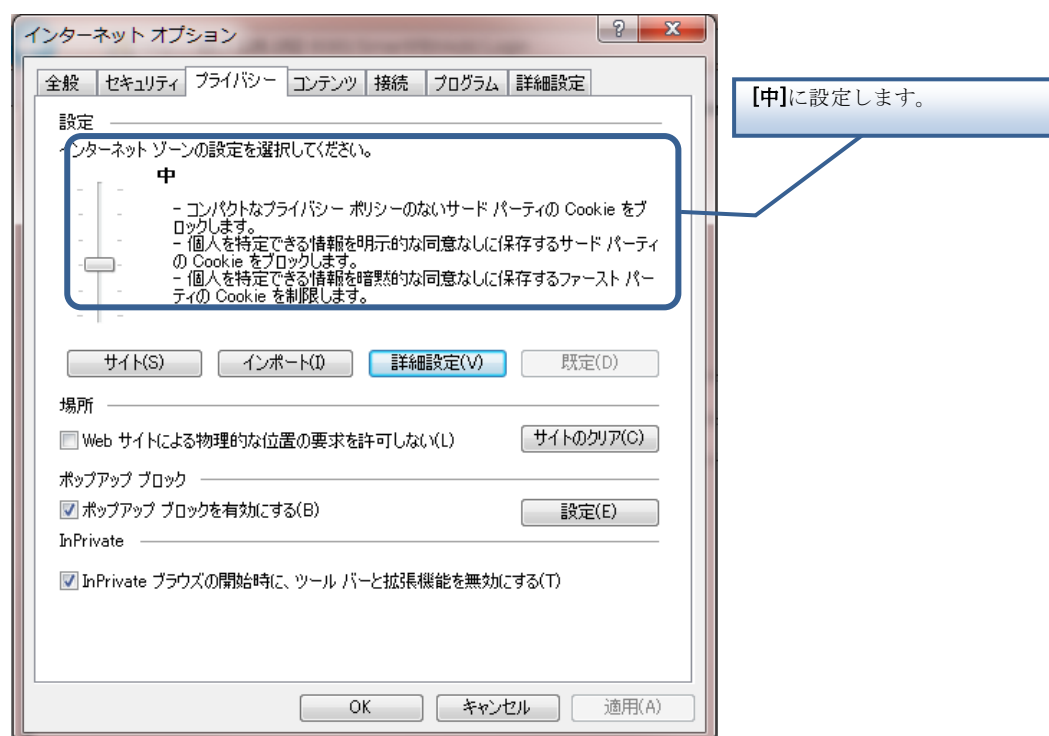 インターネット オプション
全般 セキュリティ プライバシー コンテンツ 接続 プログラム 詳細設定
[中]に設定します。
設定
インターネット ゾーンの設定を選択してください。
中
- コンパクトなプライバシー ポリシーのないサード パーティの Cookie をブ
ロックします。
- 個人を特定できる情報を明示的な同意なしに保存するサード パーティ
の Cookie をブロックします。
- 個人を特定できる情報を暗黙的な同意なしに保存するファースト パー
ティの Cookie を制限します。
サイト(S) インポート(I) 詳細設定(V) 既定(D)
場所
Web サイトによる物理的な位置の要求を許可しない(L) サイトのクリア(C)
ポップアップ ブロック
ポップアップ ブロックを有効にする(B) 設定(E)
InPrivate
InPrivate ブラウズの開始時に、ツール バーと拡張機能を無効にする(T)
OK キャンセル 適用(A)